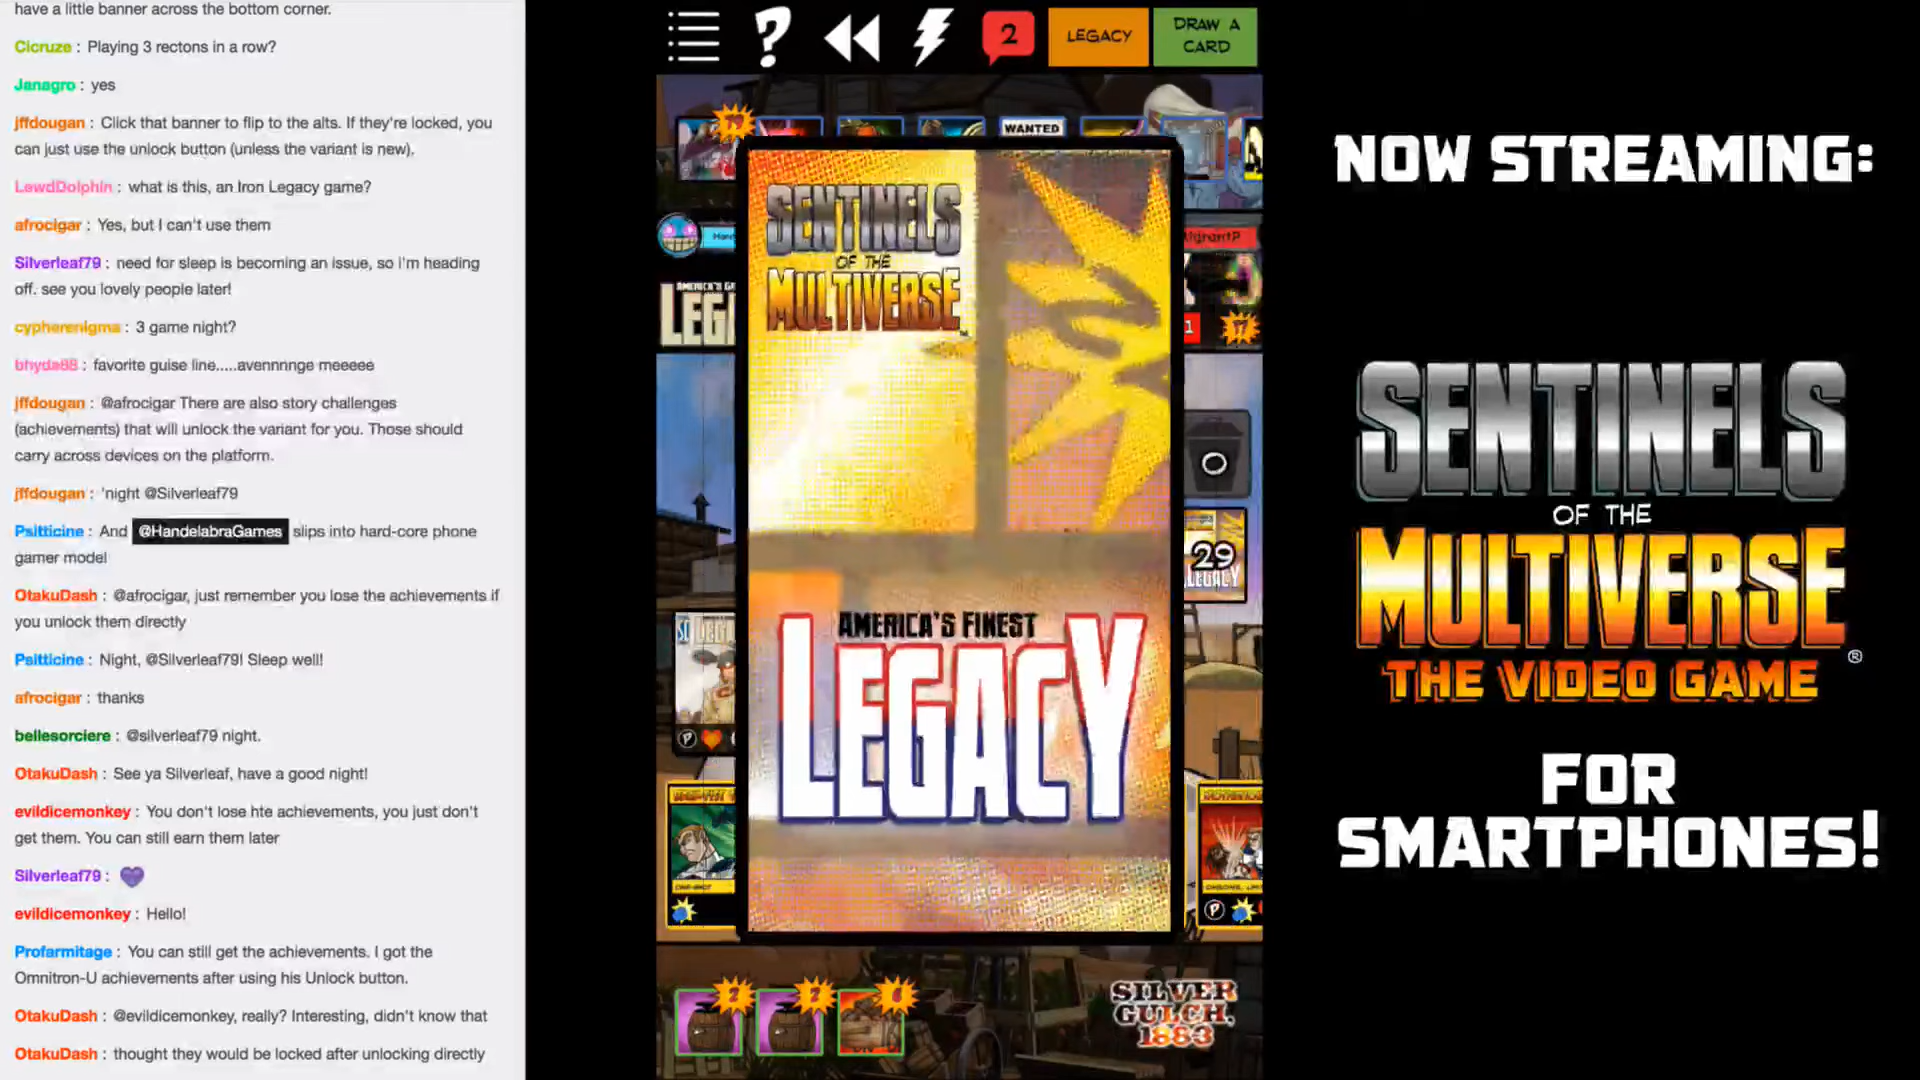 have a little banner across the bottom corner.
Cicruze : Playing 3 rectons in a row?
Janagro : yes
jffdougan : Click that banner to flip to the alts. If they're locked, you
can just use the unlock button (unless the variant is new).
LewdDolphin : what is this, an Iron Legacy game?
afrocigar : Yes, but I can't use them
Silverleaf79 : need for sleep is becoming an issue, so I'm heading
off. see you lovely people later!
cypherenigma : 3 game night?
bhyda88 : favorite guise line.....avennnnge meeeee
jffdougan : @afrocigar There are also story challenges
(achievements) that will unlock the variant for you. Those should
carry across devices on the platform.
jffdougan : 'night @Silverleaf79
Psitticine : And @HandelabraGames slips into hard-core phone
gamer mode!
OtakuDash : @afrocigar, just remember you lose the achievements if
you unlock them directly
Psitticine : Night, @Silverleaf79! Sleep well!
afrocigar : thanks
bellesorciere : @silverleaf79 night.
OtakuDash : See ya Silverleaf, have a good night!
evildicemonkey : You don't lose hte achievements, you just don't
get them. You can still earn them later
Silverleaf79 :
evildicemonkey : Hello!
Profarmitage : You can still get the achievements. I got the
Omnitron-U achievements after using his Unlock button.
OtakuDash : @evildicemonkey, really? Interesting, didn't know that
OtakuDash : thought they would be locked after unlocking directly
?
2
LEGACY
DRAW A
CARD
79
WANTED
SENTINELS
OF THE
MULTIVERSE
LEG
1
17
0
29
LEGACY
AMERICA'S FINEST
LEGACY
ONE-SHOT
P
P
2
2
6
SILVER
GULCH,
1883
NOW STREAMING:
SENTINELS
OF THE
MULTIVERSE
®
THE VIDEO GAME
FOR
SMARTPHONES!